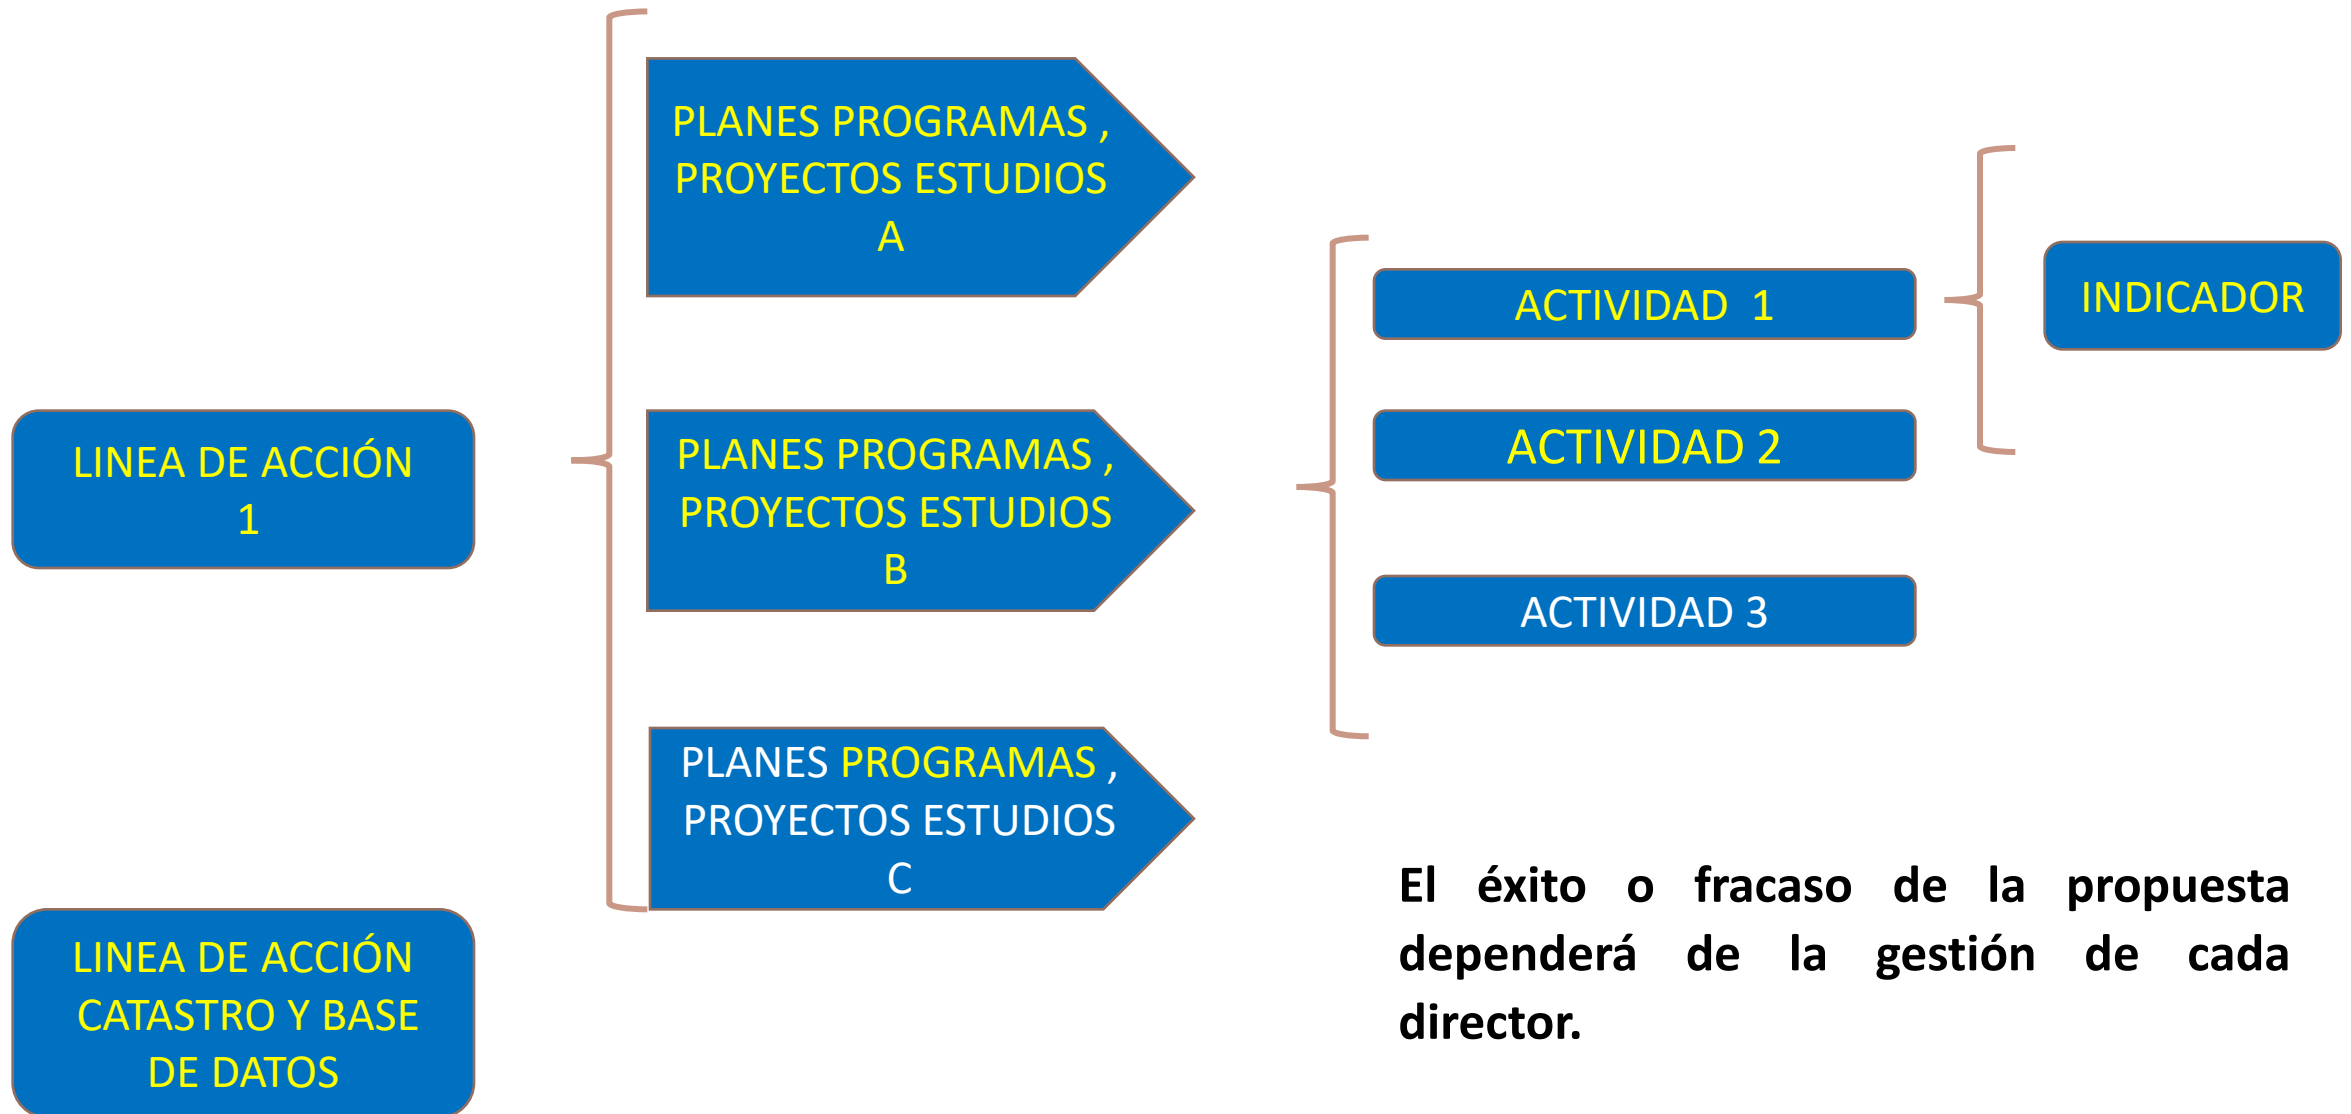 LINEA DE ACCIÓN
1
LINEA DE ACCIÓN
CATASTRO Y BASE
DE DATOS
PLANES PROGRAMAS ,
PROYECTOS ESTUDIOS
A
PLANES PROGRAMAS ,
PROYECTOS ESTUDIOS
B
PLANES PROGRAMAS ,
PROYECTOS ESTUDIOS
C
ACTIVIDAD 1
ACTIVIDAD 2
ACTIVIDAD 3
INDICADOR
El éxito o fracaso de la propuesta
dependerá de la gestión de cada
director.